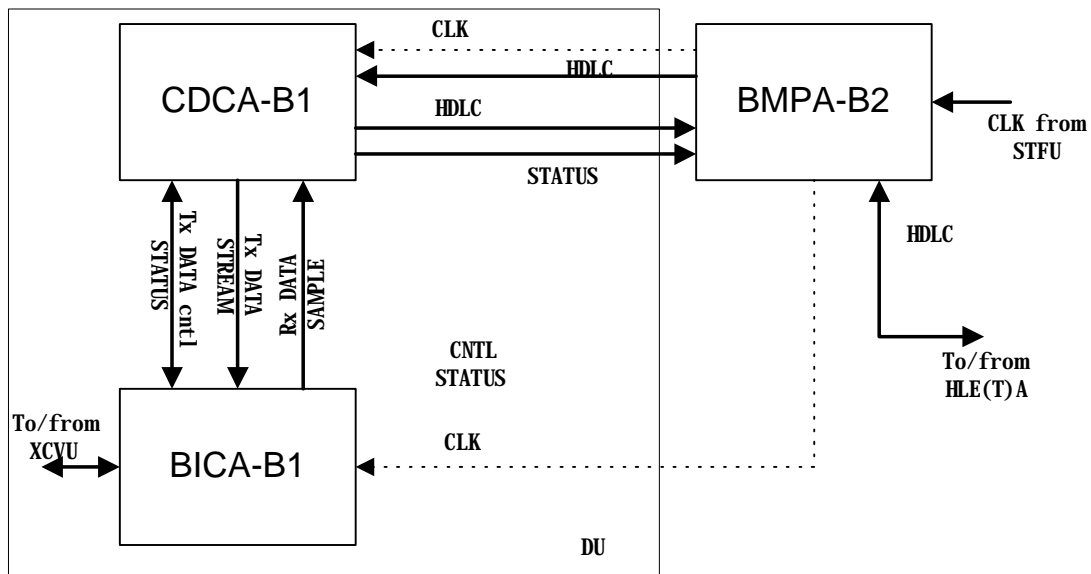 CLK
HDLC
CDCA-B1
BMPA-B2
HDLC
CLK from
STFU
STATUS
Tx DATA cntl
STATUS
Tx DATA
STREAM
Rx DATA
SAMPLE
HDLC
CNTL
STATUS
To/from
HLE(T)A
To/from
XCVU
CLK
BICA-B1
DU